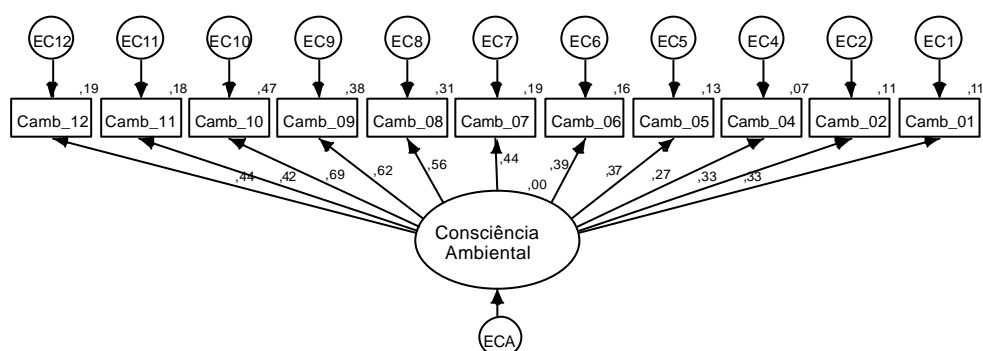 EC12 EC11 EC10 EC9 EC8 EC7 EC6 EC5 EC4 EC2 EC1
,19 ,18 ,47 ,38 ,31 ,19 ,16 ,13 ,07 ,11 ,11
Camb_12 Camb_11 Camb_10 Camb_09 Camb_08 Camb_07 Camb_06 Camb_05 Camb_04 Camb_02 Camb_01
,44 ,42 ,69 ,62 ,56 ,44 ,39 ,37 ,27 ,33 ,33
,00
Consciência
Ambiental
ECA